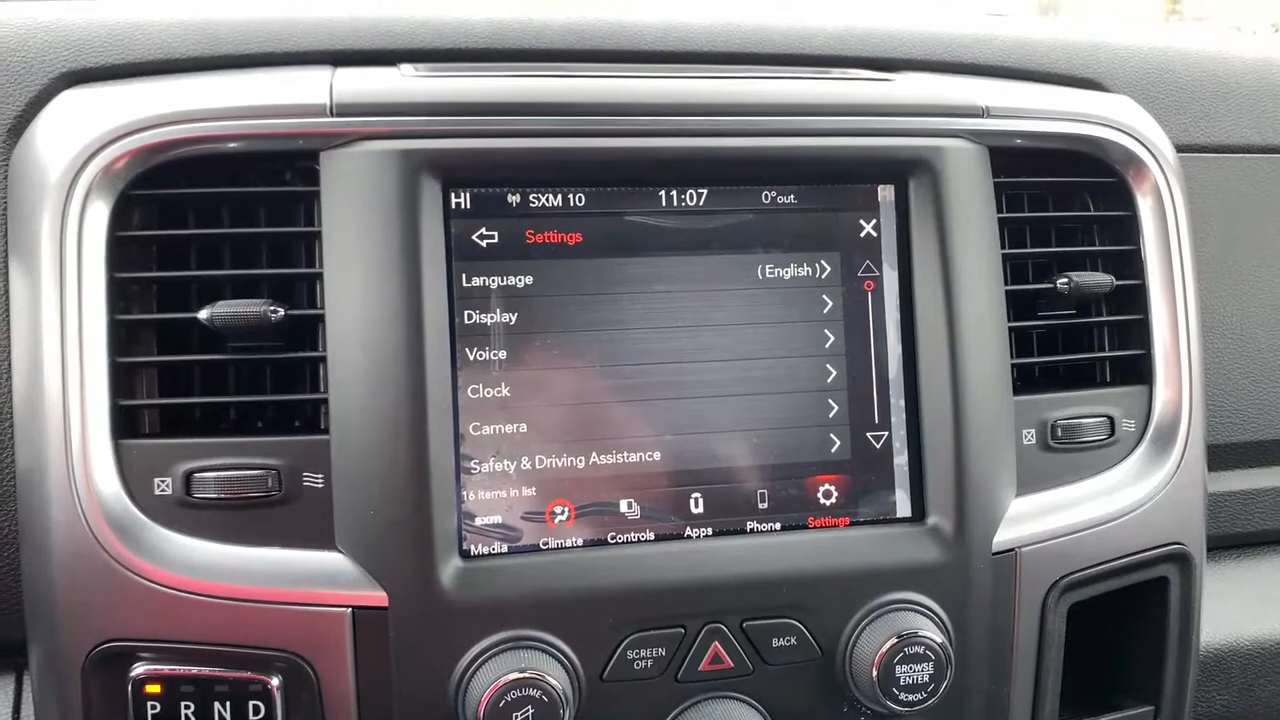 HI SXM 10 11:07 0°out.
Settings
Language ( English )
Display
Voice
Clock
Camera
Safety & Driving Assistance
16 items in list
sxm
Media Climate Controls Apps Phone Settings
SCREEN OFF
BACK
VOLUME
TUNE
BROWSE
ENTER
SCROLL
P R N D